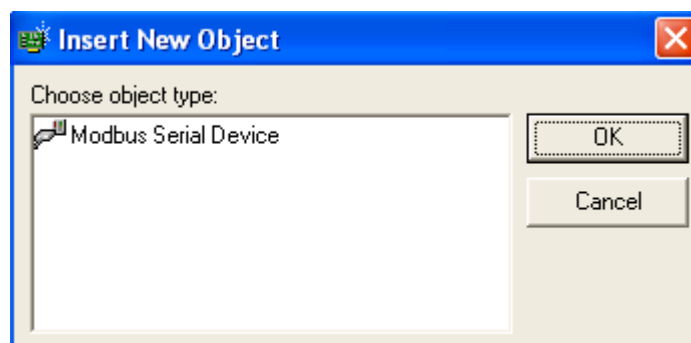 Insert New Object
Choose object type:
Modbus Serial Device
OK
Cancel